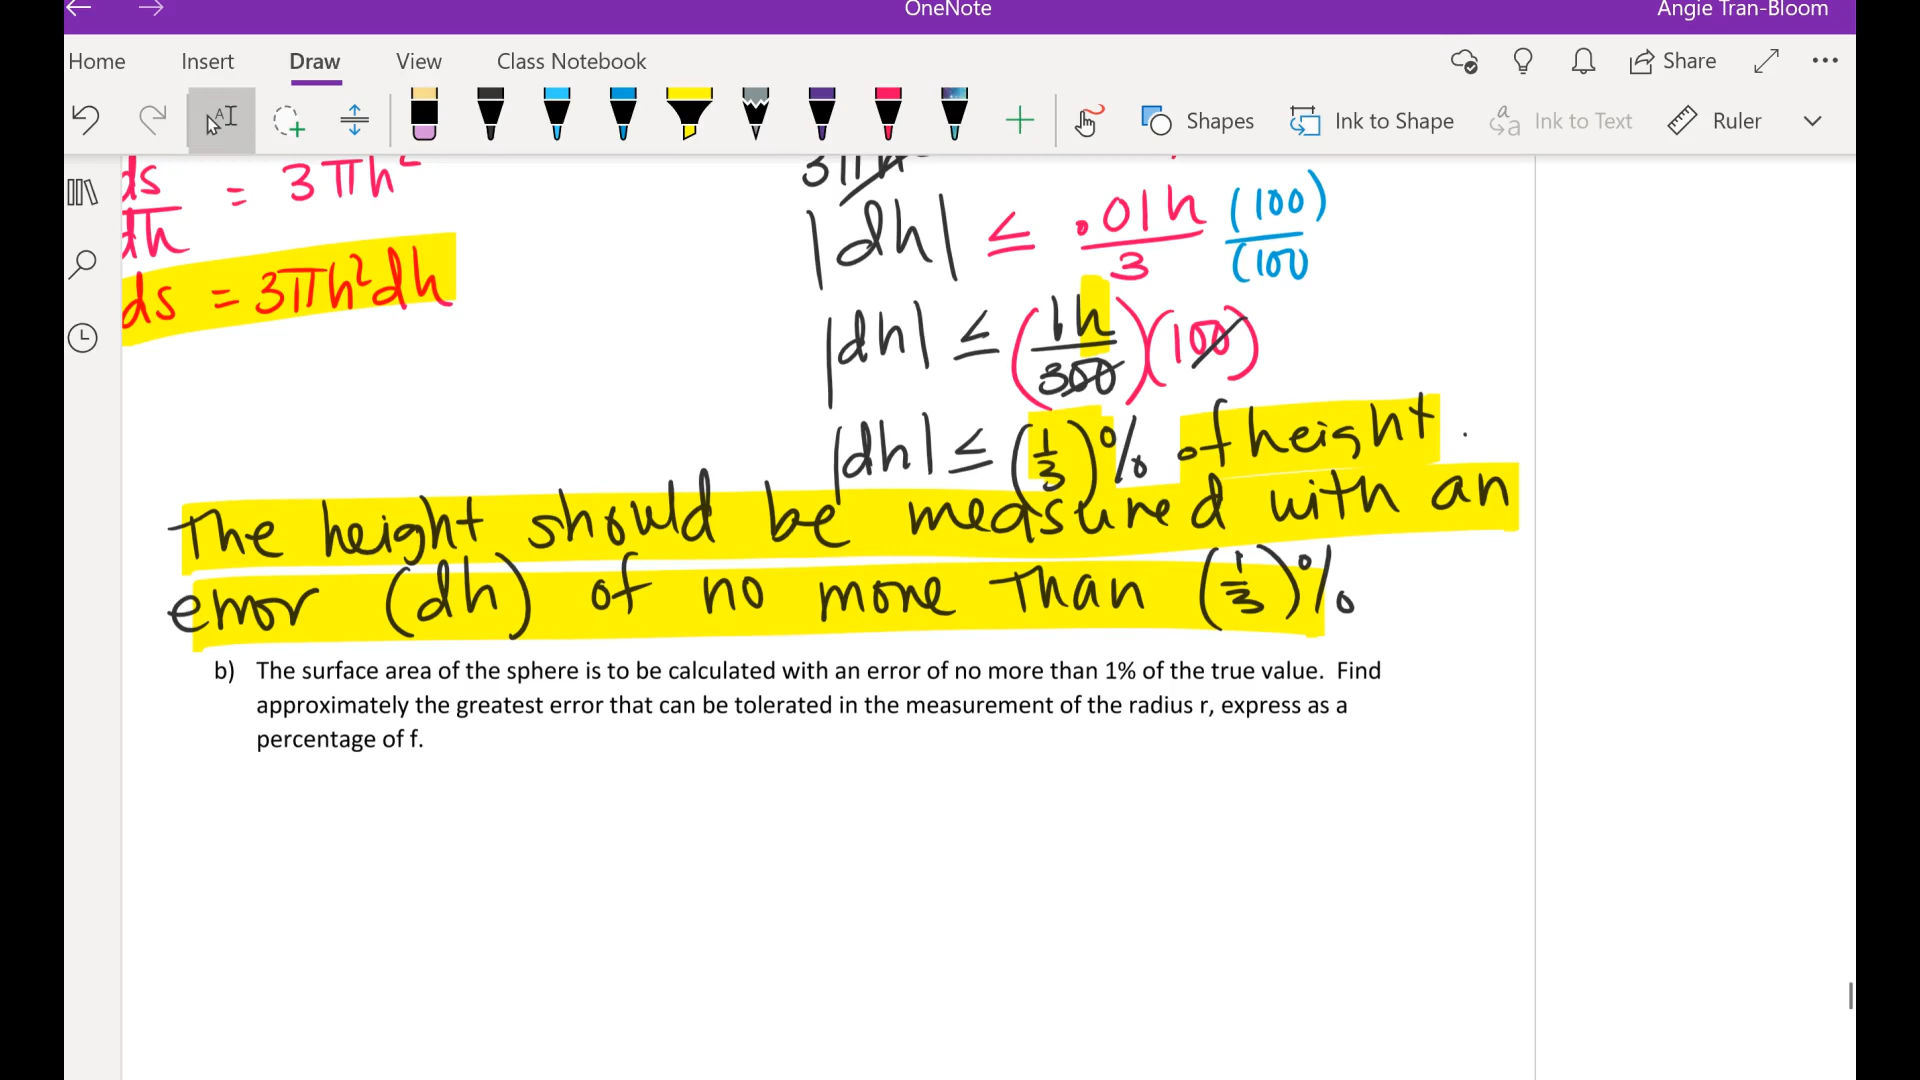 OneNote
Angie Tran-Bloom
Home Insert Draw View Class Notebook Share
Shapes Ink to Shape Ink to Text Ruler
ds/dh = 3πh²
ds = 3πh²dh
3πh²
|dh| ≤ .01h/3 (100)/(100)
|dh| ≤ (1h/300)(100)
|dh| ≤ (1/3)% of height.
The height should be measured with an
error (dh) of no more than (1/3)%
b) The surface area of the sphere is to be calculated with an error of no more than 1% of the true value. Find
approximately the greatest error that can be tolerated in the measurement of the radius r, express as a
percentage of f.